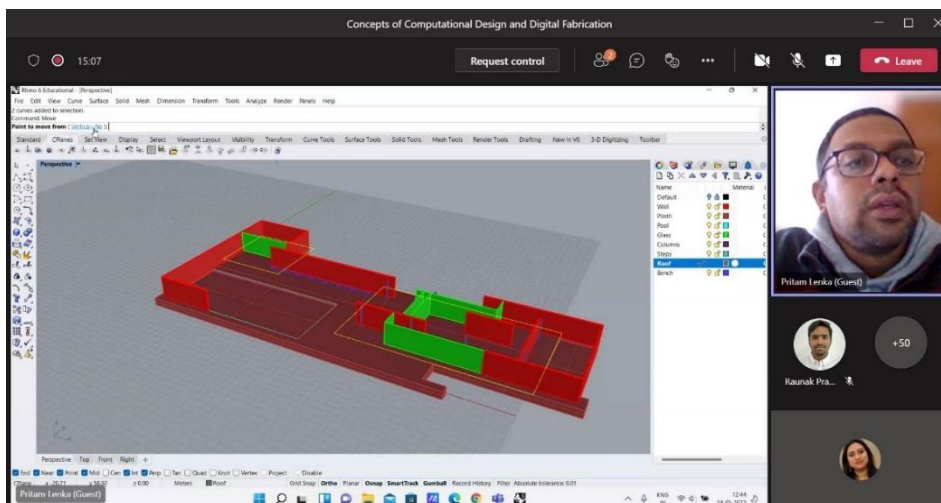 Concepts of Computational Design and Digital Fabrication
15:07
2
Request control
Leave
Rhino 6 Educational - [Perspective]
File Edit View Curve Surface Solid Mesh Dimension Transform Tools Analyze Render Panels Help
2 curves added to selection.
Command: Move
Point to move from ( Vertical=No ):
Standard CPlanes Set View Display Select Viewport Layout Visibility Transform Curve Tools Surface Tools Solid Tools Mesh Tools Render Tools Drafting New in V6 3-D Digitizing Toolbar
Perspective
Name Material
Default
Wall
Plinth
Pool
Glass
Columns
Steps
Roof
Bench
Pritam Lenka (Guest)
Raunak Pra...
+50
Perspective Top Front Right
End Near Point Mid Cen Int Perp Tan Quad Knot Vertex Project Disable
z 0.00 Meters Roof Grid Snap Ortho Planar Osnap SmartTrack Gumball Record History Filter Absolute tolerance: 0.01
Pritam Lenka (Guest)
ENG
12:44